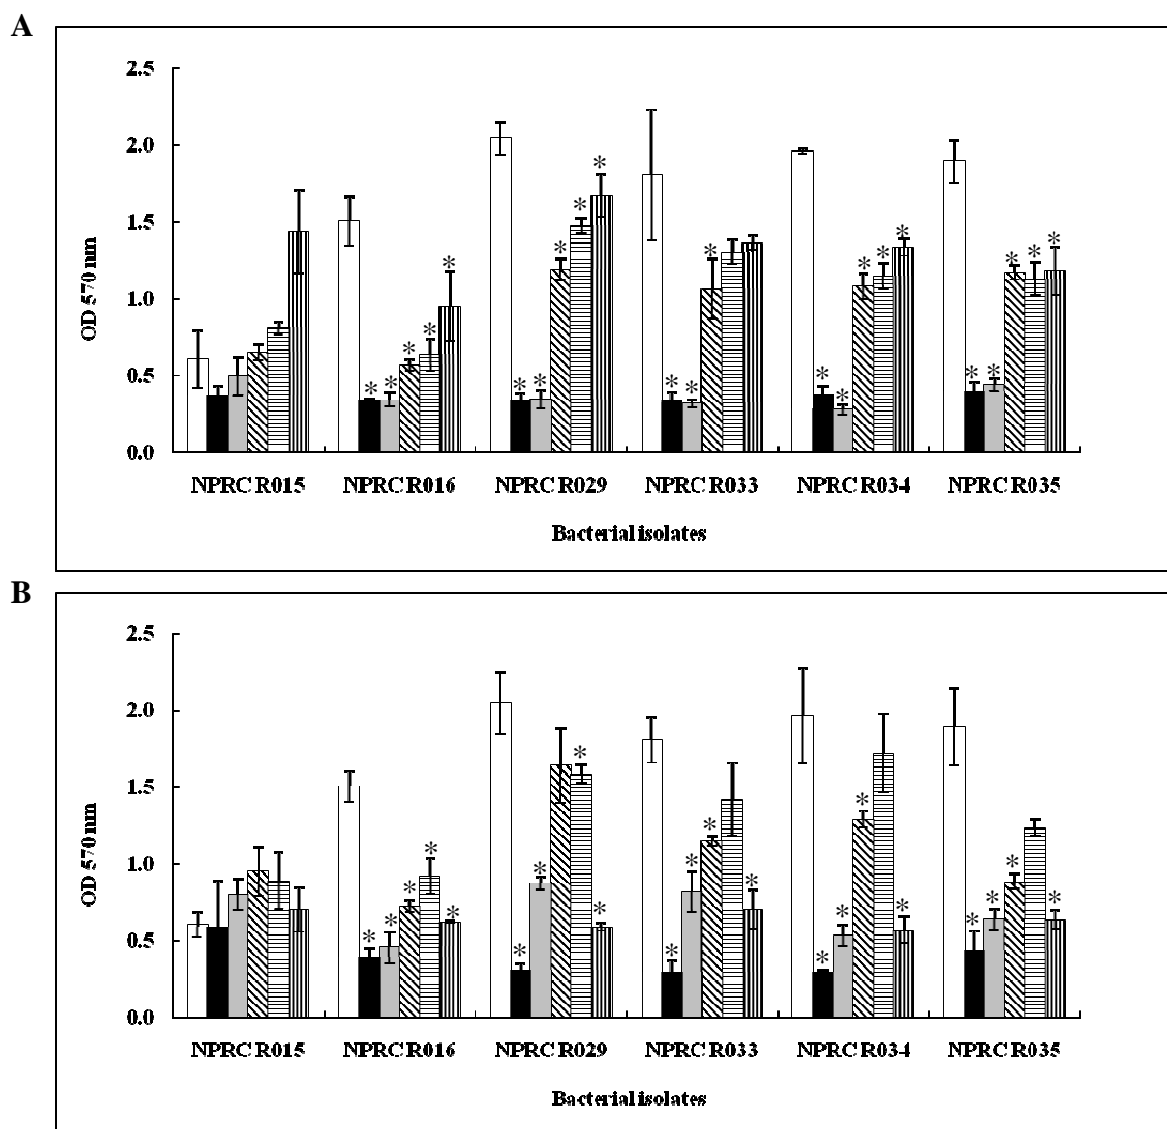 A
2.5
2.0
1.5
1.0
0.5
0.0
OD 570 nm
* * * * *
* * * * *
* * *
* * * * *
* * * * *
NPRC R015 NPRC R016 NPRC R029 NPRC R033 NPRC R034 NPRC R035
Bacterial isolates
B
2.5
2.0
1.5
1.0
0.5
0.0
OD 570 nm
* * * * *
* * * *
* * * *
* * * *
* * * *
NPRC R015 NPRC R016 NPRC R029 NPRC R033 NPRC R034 NPRC R035
Bacterial isolates